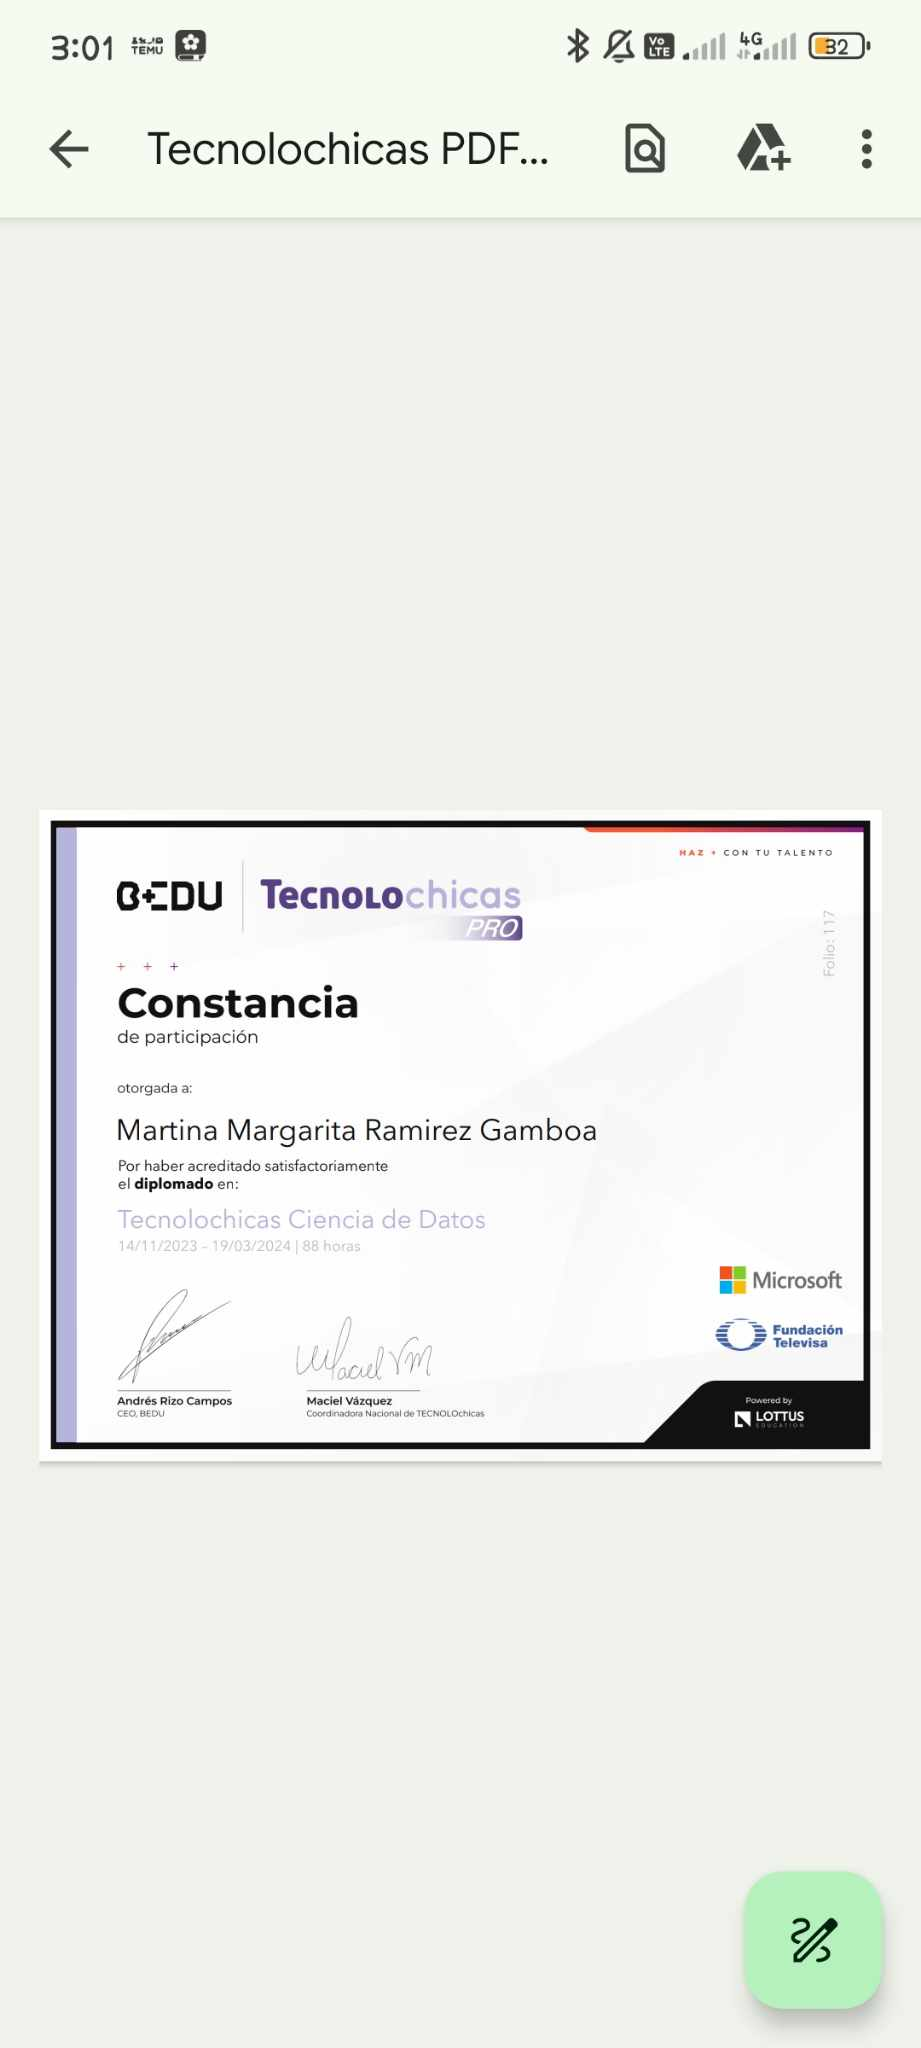 3:01
TEMU
Vo
LTE
4G
32
Tecnolochicas PDF...
HAZ + CON TU TALENTO
BEDU
Tecnolochicas
PRO
Folio: 117
+ + +
Constancia
de participación
otorgada a:
Martina Margarita Ramirez Gamboa
Por haber acreditado satisfactoriamente
el diplomado en:
Tecnolochicas Ciencia de Datos
14/11/2023 - 19/03/2024 | 88 horas
Microsoft
Fundación
Televisa
Maciel VM
Andrés Rizo Campos
CEO, BEDU
Maciel Vázquez
Coordinadora Nacional de TECNOLOchicas
Powered by
LOTTUS
EDUCATION